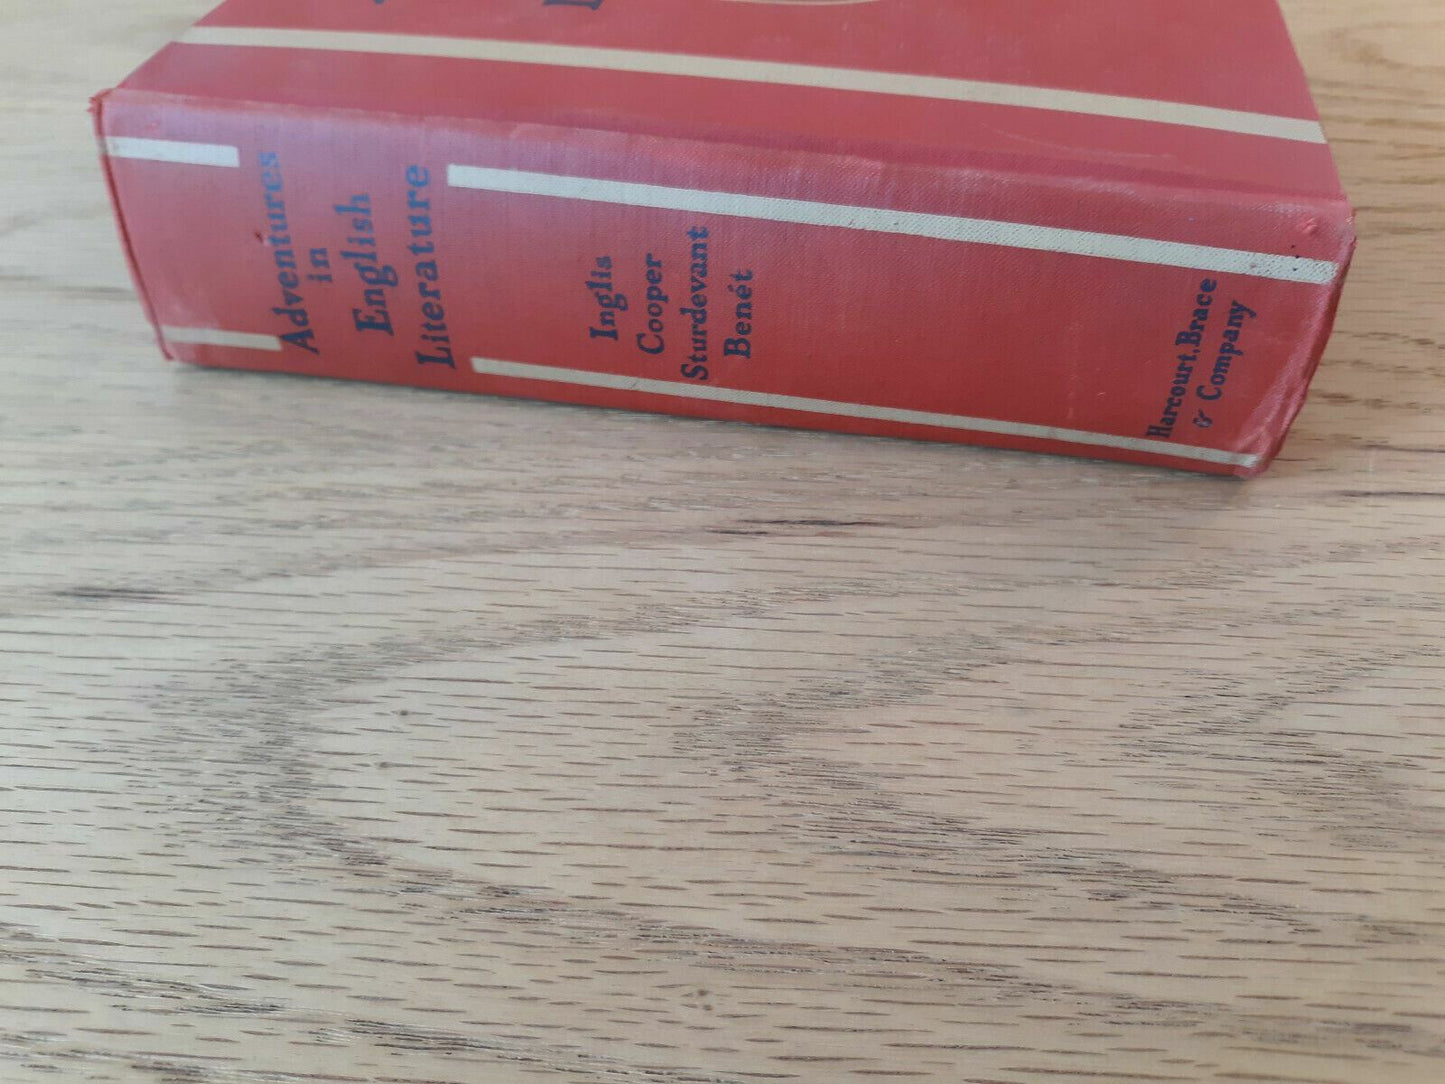 Adventures
in
English
Literature
Inglis
Cooper
Sturdevant
Benét
Harcourt, Brace
& Company